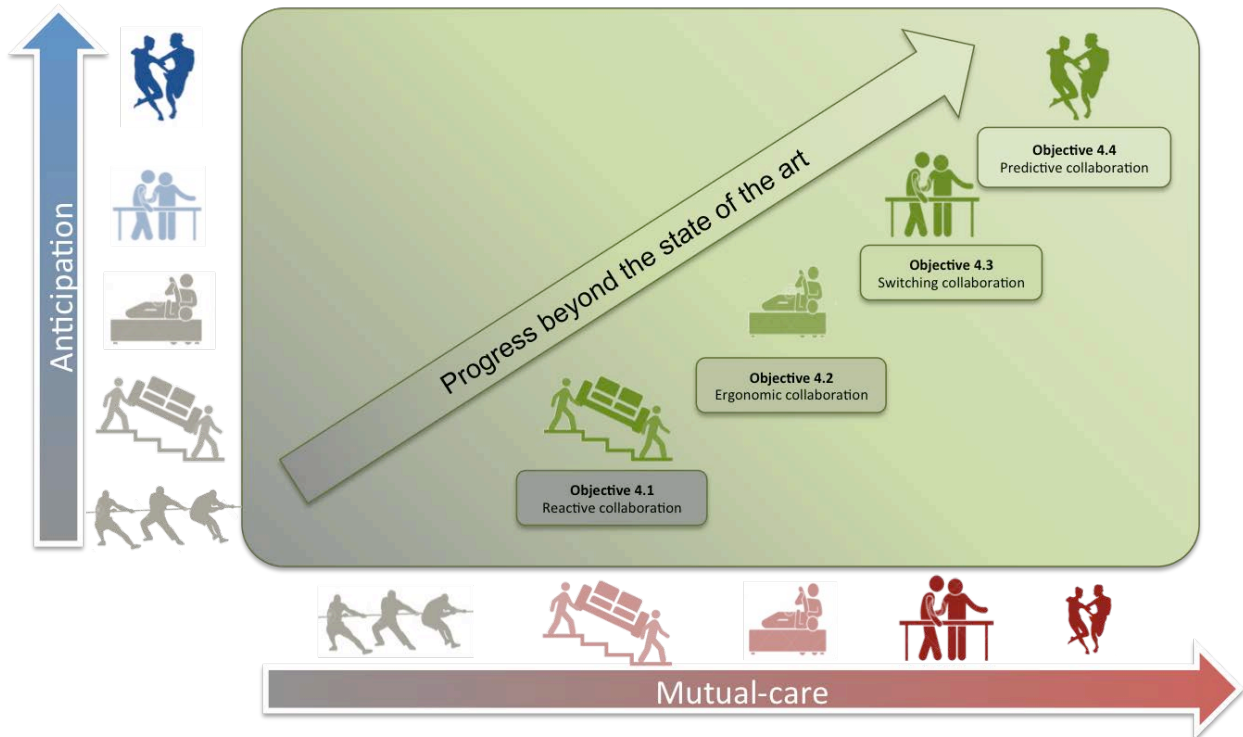 Anticipation
Progress beyond the state of the art
Objective 4.4
Predictive collaboration
Objective 4.3
Switching collaboration
Objective 4.2
Ergonomic collaboration
Objective 4.1
Reactive collaboration
Mutual-care